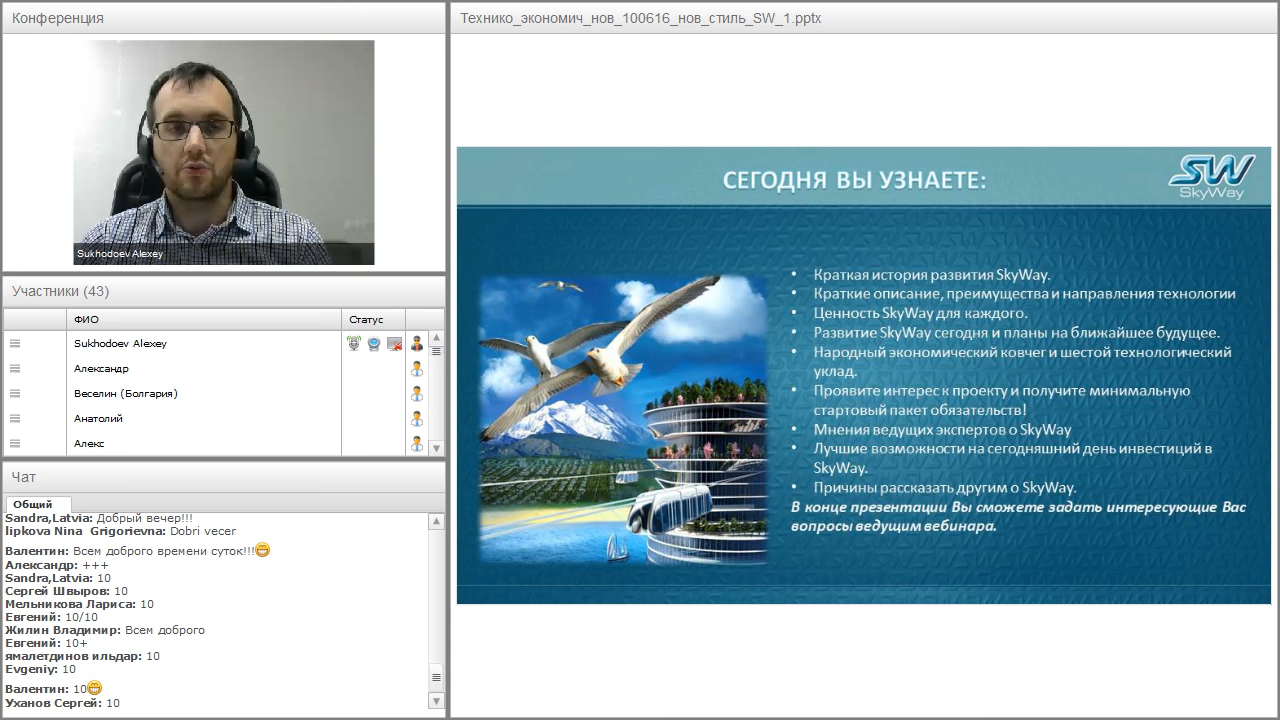 Конференция
Sukhodoev Alexey
Участники (43)
ФИО Статус
Sukhodoev Alexey
Александр
Веселин (Болгария)
Анатолий
Алекс
Чат
Общий
Sandra,Latvia: Добрый вечер!!!
lipkova Nina Grigorievna: Dobri vecer
Валентин: Всем доброго времени суток!!!
Александр: +++
Sandra,Latvia: 10
Сергей Швыров: 10
Мельникова Лариса: 10
Евгений: 10/10
Жилин Владимир: Всем доброго
Евгений: 10+
ямалетдинов ильдар: 10
Evgeniy: 10
Валентин: 10
Уханов Сергей: 10
Технико_экономич_нов_100616_нов_стиль_SW_1.pptx
СЕГОДНЯ ВЫ УЗНАЕТЕ:
SW
SkyWay
• Краткая история развития SkyWay.
• Краткие описание, преимущества и направления технологии
• Ценность SkyWay для каждого.
• Развитие SkyWay сегодня и планы на ближайшее будущее.
• Народный экономический ковчег и шестой технологический
уклад.
• Проявите интерес к проекту и получите минимальную
стартовый пакет обязательств!
• Мнения ведущих экспертов о SkyWay
• Лучшие возможности на сегодняшний день инвестиций в
SkyWay.
• Причины рассказать другим о SkyWay.
В конце презентации Вы сможете задать интересующие Вас
вопросы ведущим вебинара.